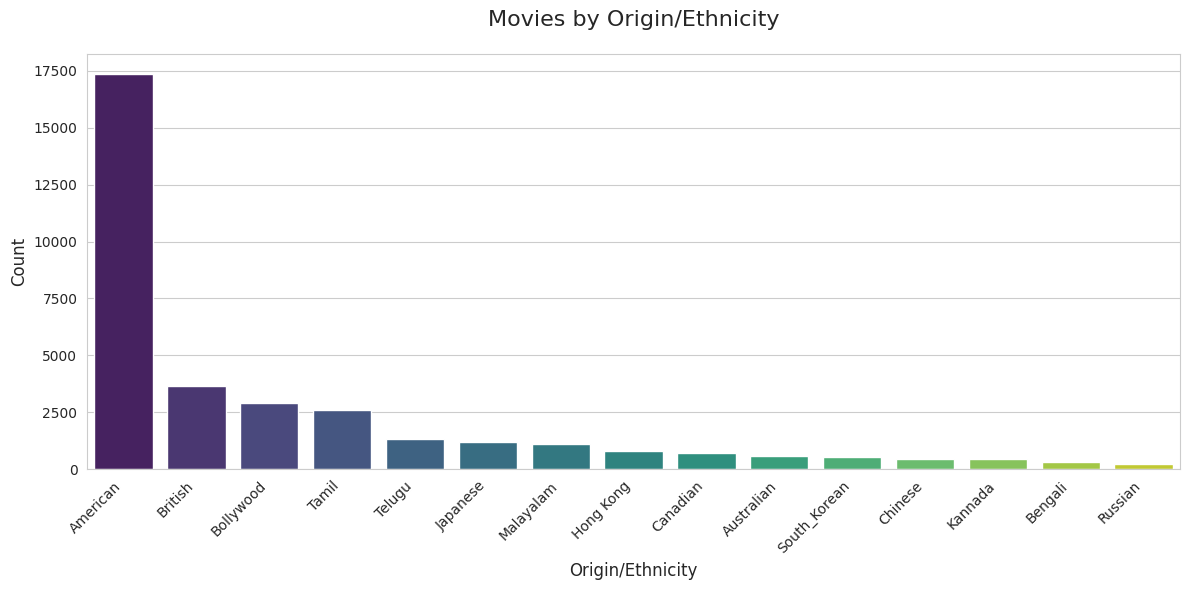 Movies by Origin/Ethnicity
17500
15000
12500
10000
7500
5000
2500
0
Count
American
British
Bollywood
Tamil
Telugu
Japanese
Malayalam
Hong Kong
Canadian
Australian
South_Korean
Chinese
Kannada
Bengali
Russian
Origin/Ethnicity